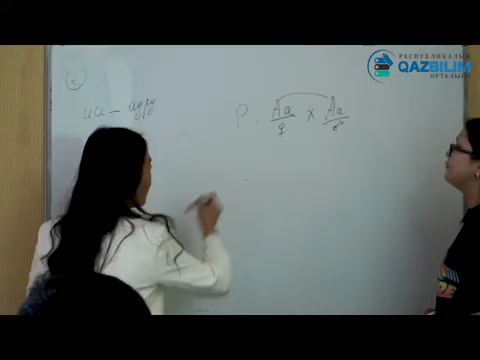 РЕСПУБЛИКАЛЫҚ
QAZBILIM
ОРТАЛЫҒЫ
P: Aa x Aa
♀ ♂
аа – ауру